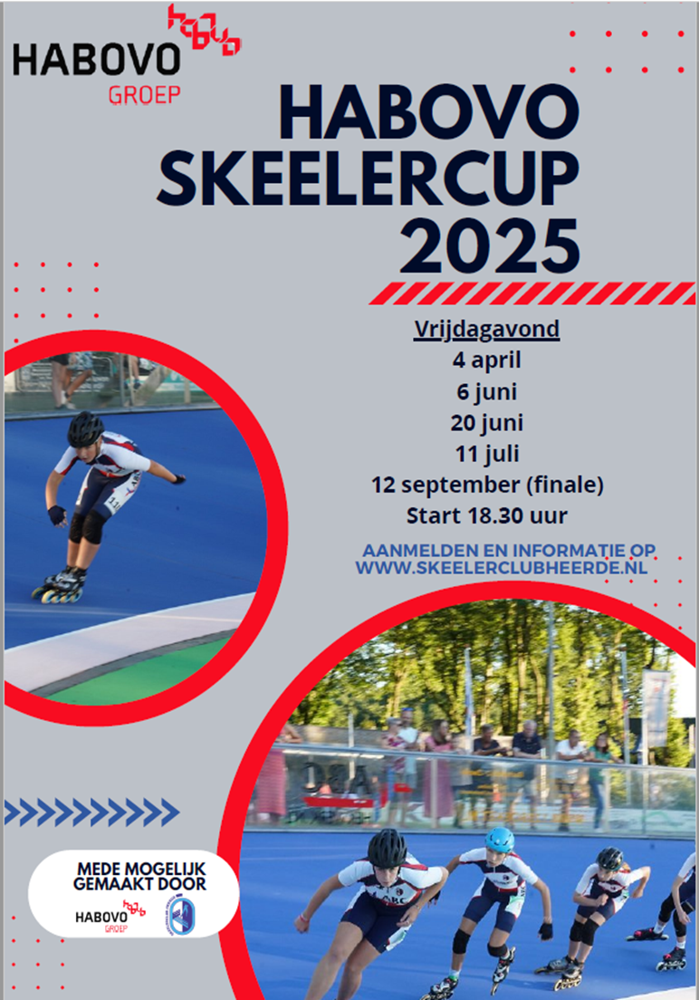 HABOVO
GROEP
HABOVO
SKEELERCUP
2025
Vrijdagavond
4 april
6 juni
20 juni
11 juli
12 september (finale)
Start 18.30 uur
AANMELDEN EN INFORMATIE OP
WWW.SKEELERCLUBHEERDE.NL
MEDE MOGELIJK
GEMAAKT DOOR
HABOVO
GROEP